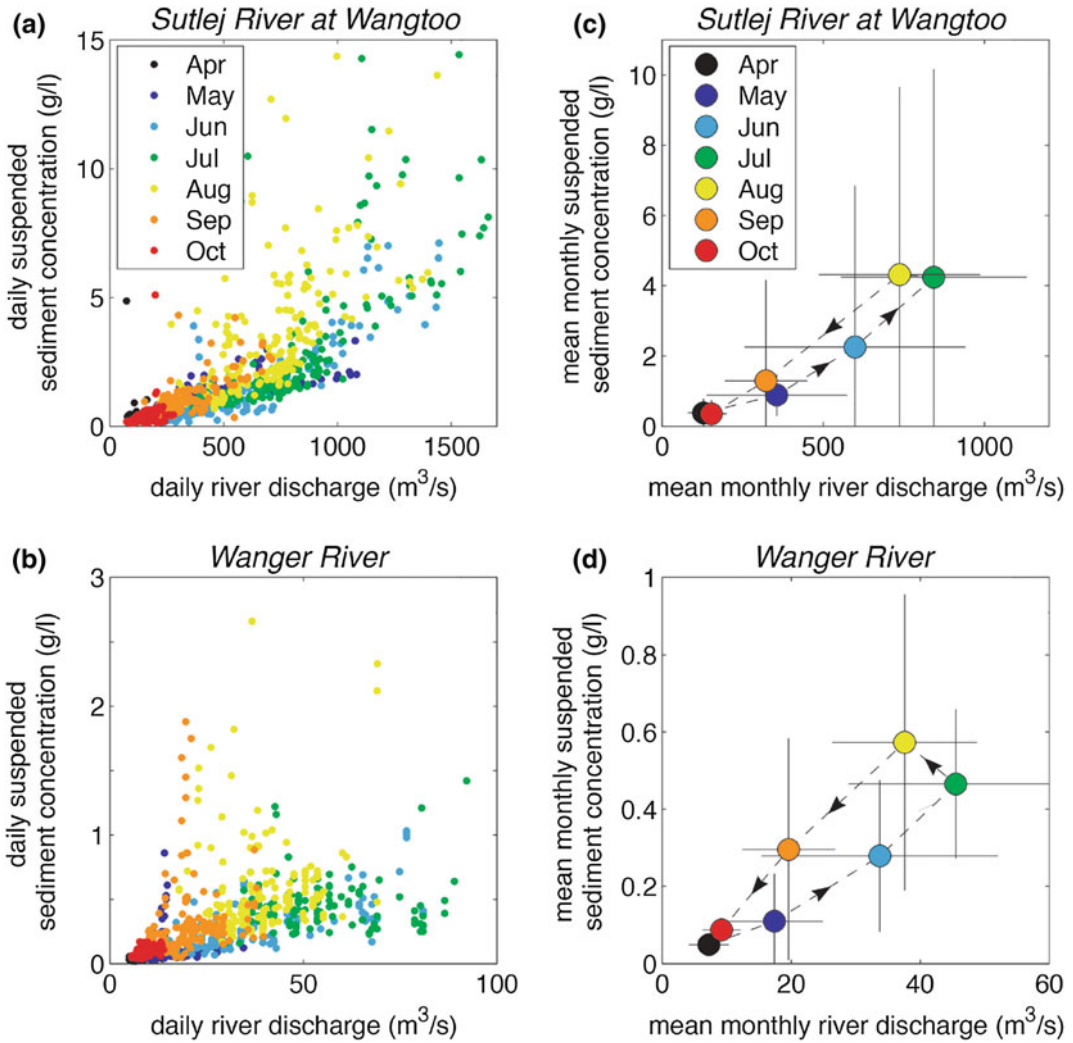 (a) Sutlej River at Wangtoo
15
10
5
0
Apr
May
Jun
Jul
Aug
Sep
Oct
daily suspended
sediment concentration (g/l)
0 500 1000 1500
daily river discharge (m³/s)
(c) Sutlej River at Wangtoo
10
8
6
4
2
0
Apr
May
Jun
Jul
Aug
Sep
Oct
mean monthly suspended
sediment concentration (g/l)
0 500 1000
mean monthly river discharge (m³/s)
(b) Wanger River
3
2
1
0
daily suspended
sediment concentration (g/l)
0 50 100
daily river discharge (m³/s)
(d) Wanger River
1
0.8
0.6
0.4
0.2
0
mean monthly suspended
sediment concentration (g/l)
0 20 40 60
mean monthly river discharge (m³/s)